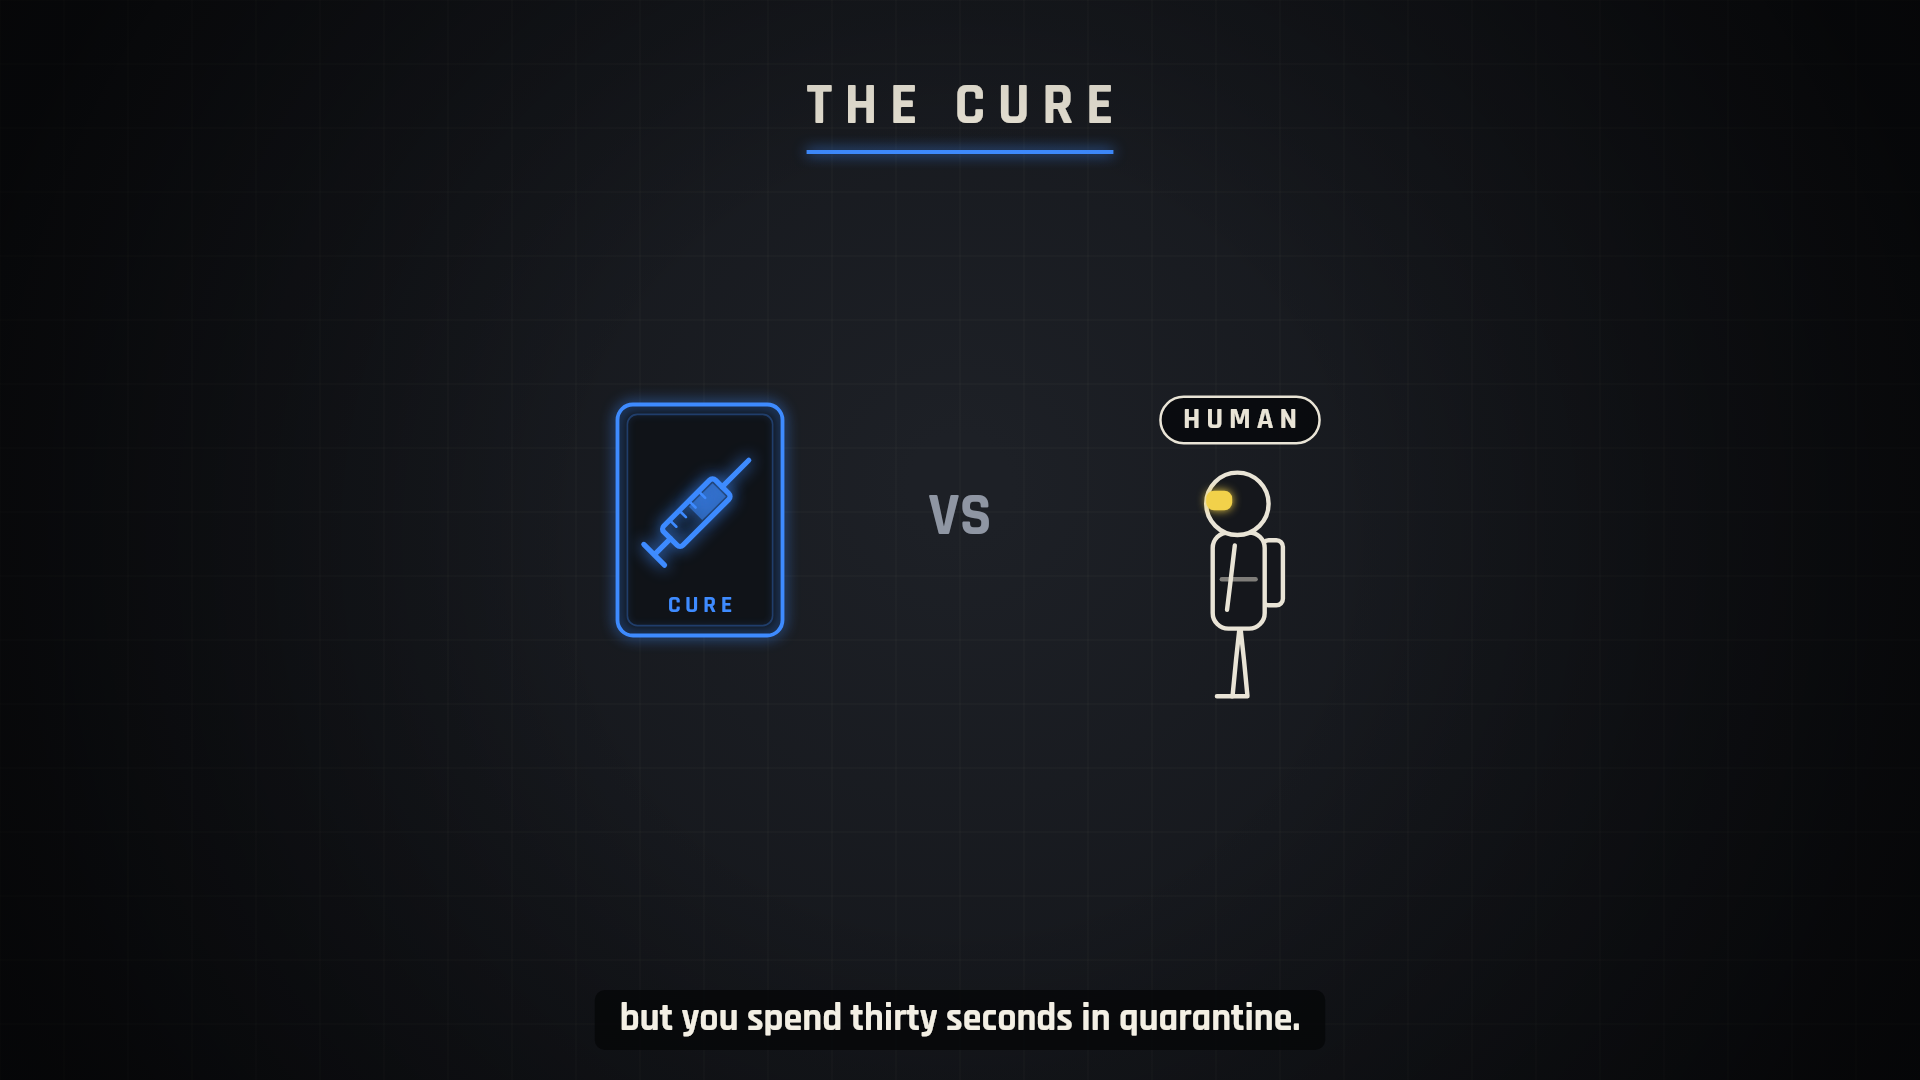 THE CURE
HUMAN
VS
CURE
but you spend thirty seconds in quarantine.